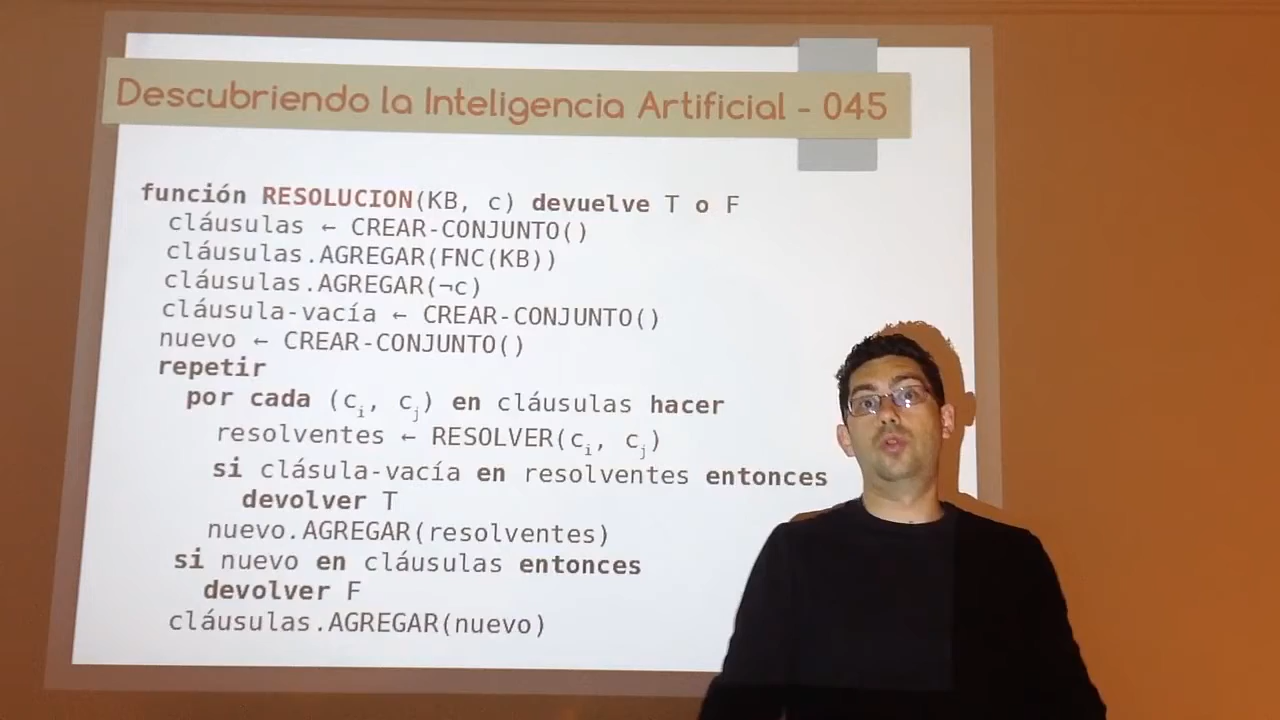 Descubriendo la Inteligencia Artificial - 045
función RESOLUCION(KB, c) devuelve T o F
cláusulas ← CREAR-CONJUNTO()
cláusulas.AGREGAR(FNC(KB))
cláusulas.AGREGAR(¬c)
cláusula-vacía ← CREAR-CONJUNTO()
nuevo ← CREAR-CONJUNTO()
repetir
por cada (ci, cj) en cláusulas hacer
resolventes ← RESOLVER(ci, cj)
si clásula-vacía en resolventes entonces
devolver T
nuevo.AGREGAR(resolventes)
si nuevo en cláusulas entonces
devolver F
cláusulas.AGREGAR(nuevo)